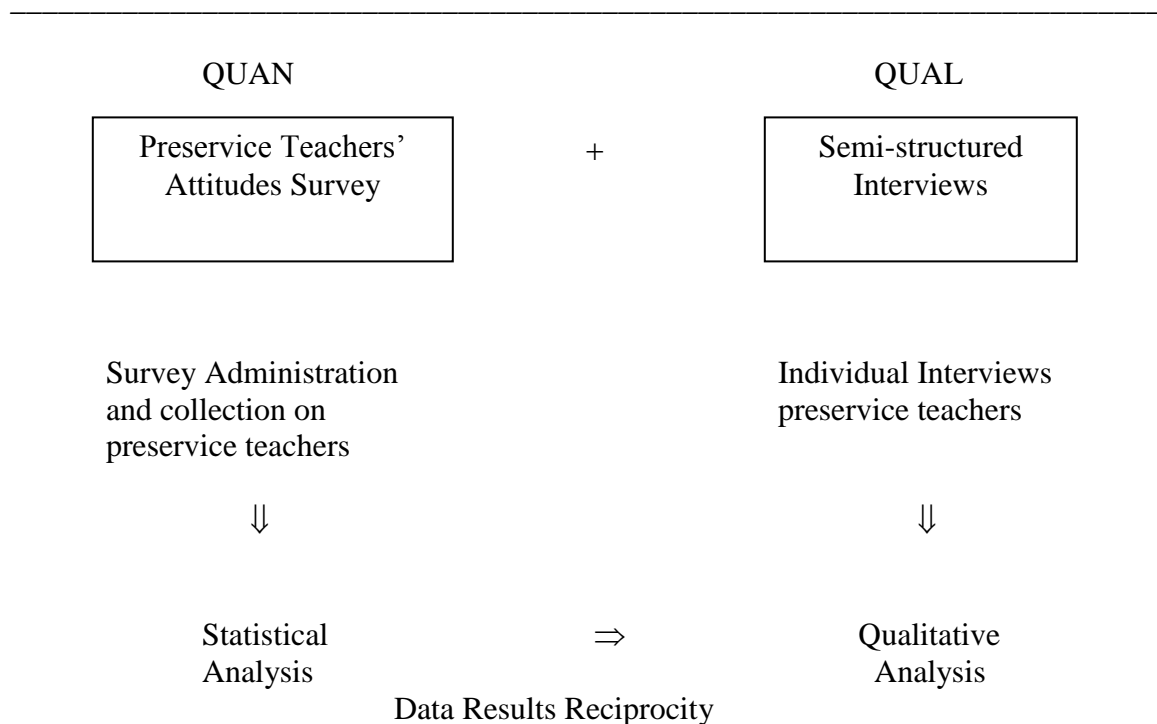 QUAN QUAL
Preservice Teachers’ + Semi-structured
Attitudes Survey Interviews
Survey Administration Individual Interviews
and collection on preservice teachers
preservice teachers
⇓ ⇓
Statistical ⇒ Qualitative
Analysis Analysis
Data Results Reciprocity